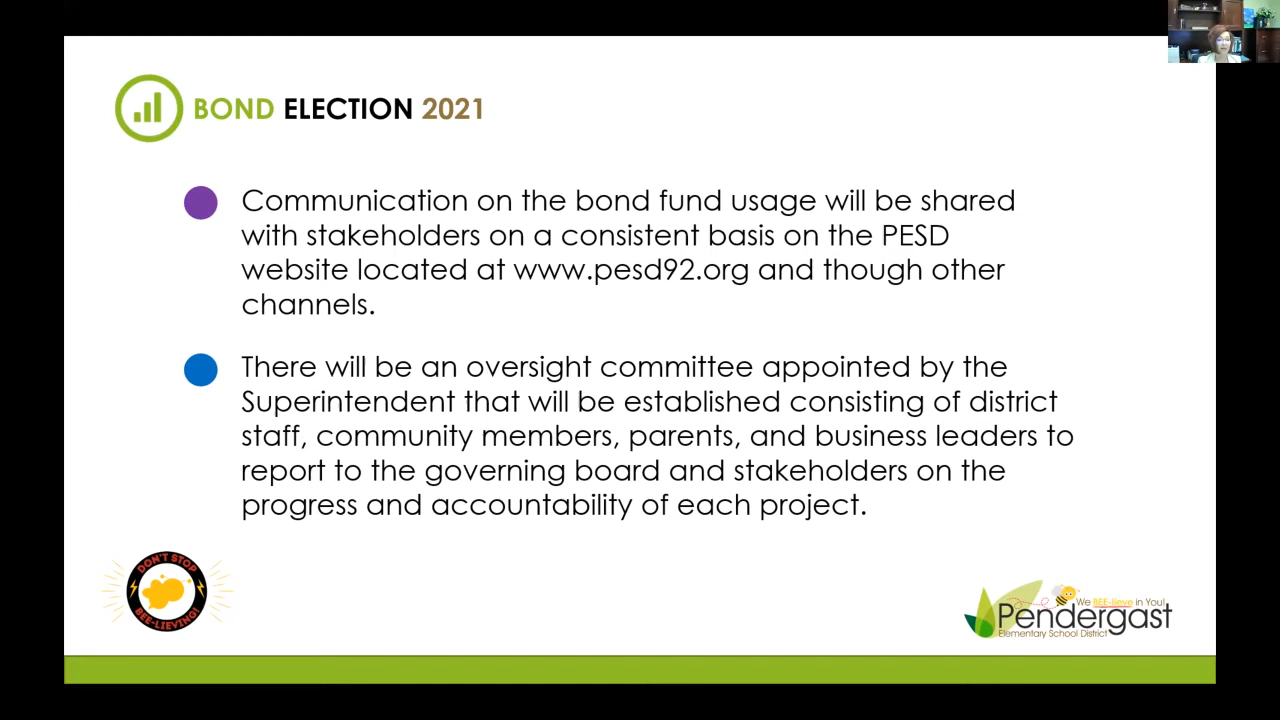 BOND ELECTION 2021
Communication on the bond fund usage will be shared
with stakeholders on a consistent basis on the PESD
website located at www.pesd92.org and though other
channels.
There will be an oversight committee appointed by the
Superintendent that will be established consisting of district
staff, community members, parents, and business leaders to
report to the governing board and stakeholders on the
progress and accountability of each project.
DON'T STOP
BEE-LIEVING!
We BEE-lieve in You!
Pendergast
Elementary School District